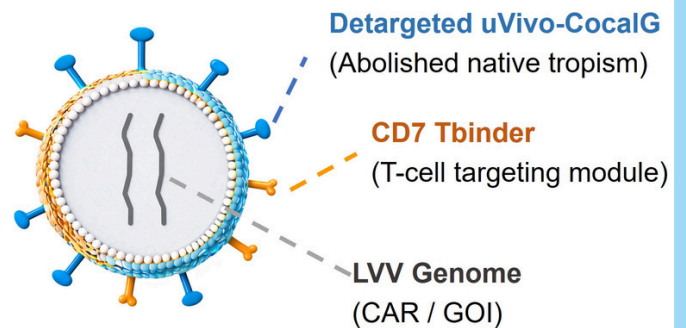 Detargeted uVivo-CocalG
(Abolished native tropism)
CD7 Tbinder
(T-cell targeting module)
LVV Genome
(CAR / GOI)